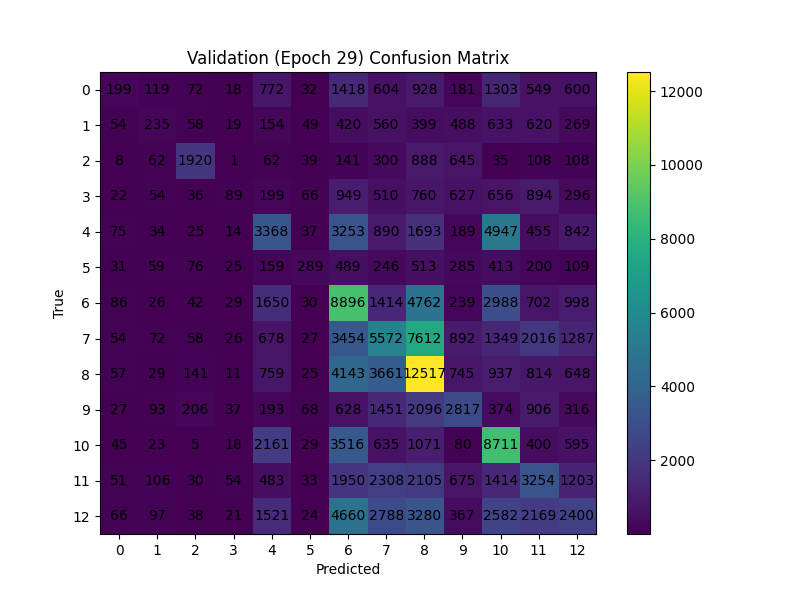 Validation (Epoch 29) Confusion Matrix
0 199 119 72 18 772 32 1418 604 928 181 1303 549 600
1 54 235 58 19 154 49 420 560 399 488 633 620 269
2 8 62 1920 1 62 39 141 300 888 645 35 108 108
3 22 54 36 89 199 66 949 510 760 627 656 894 296
4 75 34 25 14 3368 37 3253 890 1693 189 4947 455 842
5 31 59 76 25 159 289 489 246 513 285 413 200 109
6 86 26 42 29 1650 30 8896 1414 4762 239 2988 702 998
7 54 72 58 26 678 27 3454 5572 7612 892 1349 2016 1287
8 57 29 141 11 759 25 4143 3661 12517 745 937 814 648
9 27 93 206 37 193 68 628 1451 2096 2817 374 906 316
10 45 23 5 18 2161 29 3516 635 1071 80 8711 400 595
11 51 106 30 54 483 33 1950 2308 2105 675 1414 3254 1203
12 66 97 38 21 1521 24 4660 2788 3280 367 2582 2169 2400
0 1 2 3 4 5 6 7 8 9 10 11 12
Predicted
True
12000
10000
8000
6000
4000
2000